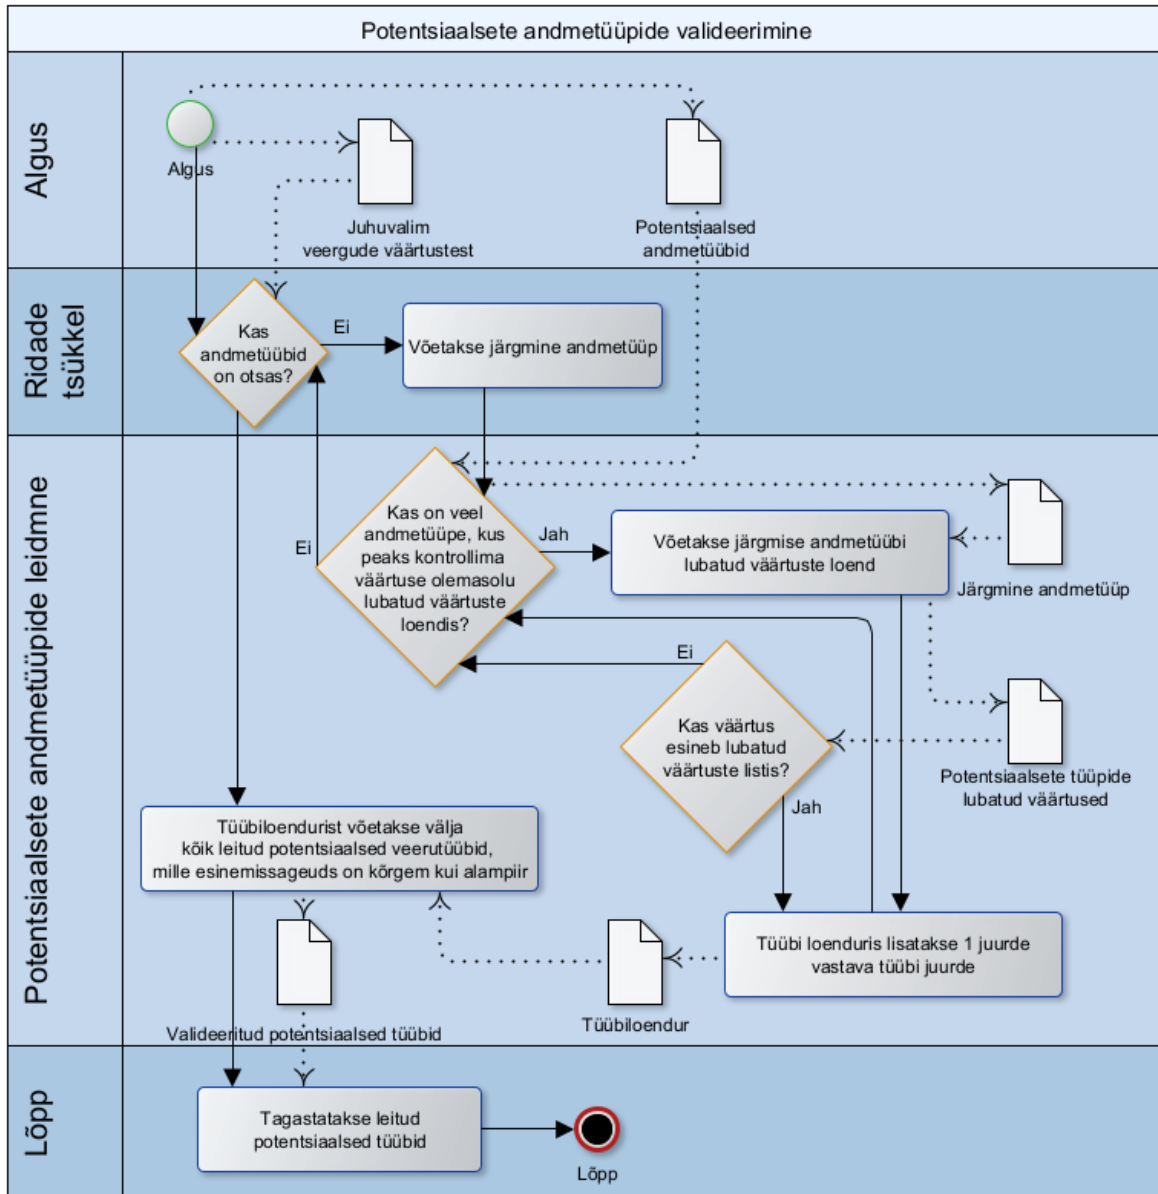 Potentsiaalsete andmetüüpide valideerimine
Algus
Algus
Juhuvalim
veergude väärtustest
Potentsiaalsed
andmetüübid
Ridade
tsükkel
Kas
andmetüübid
on otsas?
Ei
Võetakse järgmine andmetüüp
Potentsiaalsete andmetüüpide leidmne
Kas on veel
andmetüüpe, kus
peaks kontrollima
väärtuse olemasolu
lubatud väärtuste
loendis?
Ei
Jah
Võetakse järgmise andmetüübi
lubatud väärtuste loend
Järgmine andmetüüp
Ei
Kas väärtus
esineb lubatud
väärtuste listis?
Jah
Potentsiaalsete tüüpide
lubatud väärtused
Tüübiloendurist võetakse välja
kõik leitud potentsiaalsed veerutüübid,
mille esinemissageuds on kõrgem kui alampiir
Tüübi loenduris lisatakse 1 juurde
vastava tüübi juurde
Tüübiloendur
Valideeritud potentsiaalsed tüübid
Lõpp
Tagastatakse leitud
potentsiaalsed tüübid
Lõpp